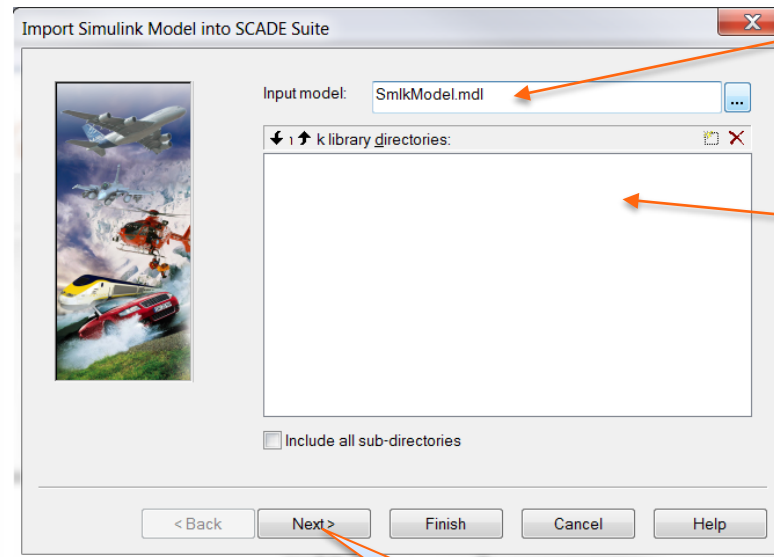 Import Simulink Model into SCADE Suite
Input model: SmlkModel.mdl ...
k library directories:
Include all sub-directories
< Back Next > Finish Cancel Help